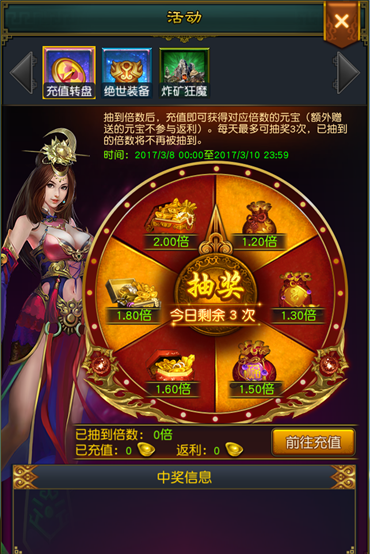 活动
充值转盘 绝世装备 炸矿狂魔
抽到倍数后，充值即可获得对应倍数的元宝（额外赠
送的元宝不参与返利）。每天最多可抽奖3次，已抽到
的倍数将不再被抽到。
时间：2017/3/8 00:00至2017/3/10 23:59
2.00倍 1.20倍
抽奖
1.80倍 今日剩余 3 次 1.30倍
1.60倍 1.50倍
已抽到倍数：0倍
已充值：0 返利：0
前往充值
中奖信息